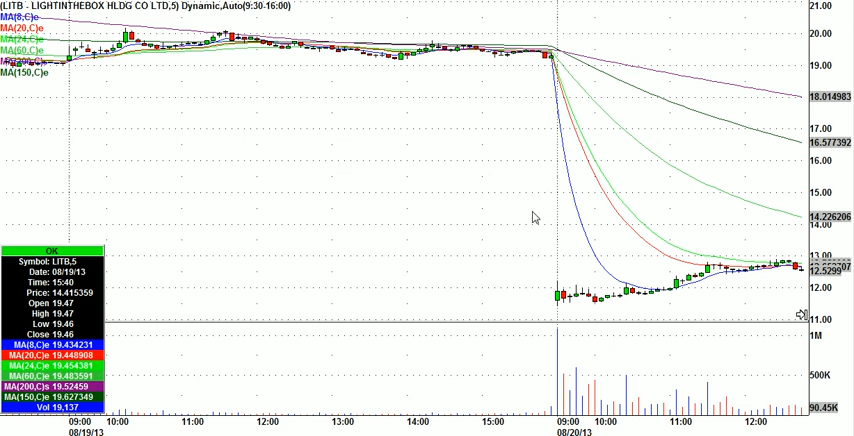 (LITB - LIGHTINTHEBOX HLDG CO LTD,5) Dynamic,Auto(9:30-16:00)
MA(8,C)e
MA(20,C)e
MA(24,C)e
MA(60,C)e
MA(150,C)e
21.00
20.00
19.00
18.014983
17.00
16.577392
16.00
15.00
14.226206
14.00
13.00
12.5299
12.00
11.00
1M
500K
90.45K
OK
Symbol: LITB,5
Date: 08/19/13
Time: 15:40
Price: 14.415359
Open 19.47
High 19.47
Low 19.46
Close 19.46
MA(8,C)e 19.434231
MA(20,C)e 19.448908
MA(24,C)e 19.454381
MA(60,C)e 19.483591
MA(200,C)s 19.52459
MA(150,C)e 19.627349
Vol 19,137
09:00 10:00 11:00 12:00 13:00 14:00 15:00 09:00 10:00 11:00 12:00
08/19/13 08/20/13